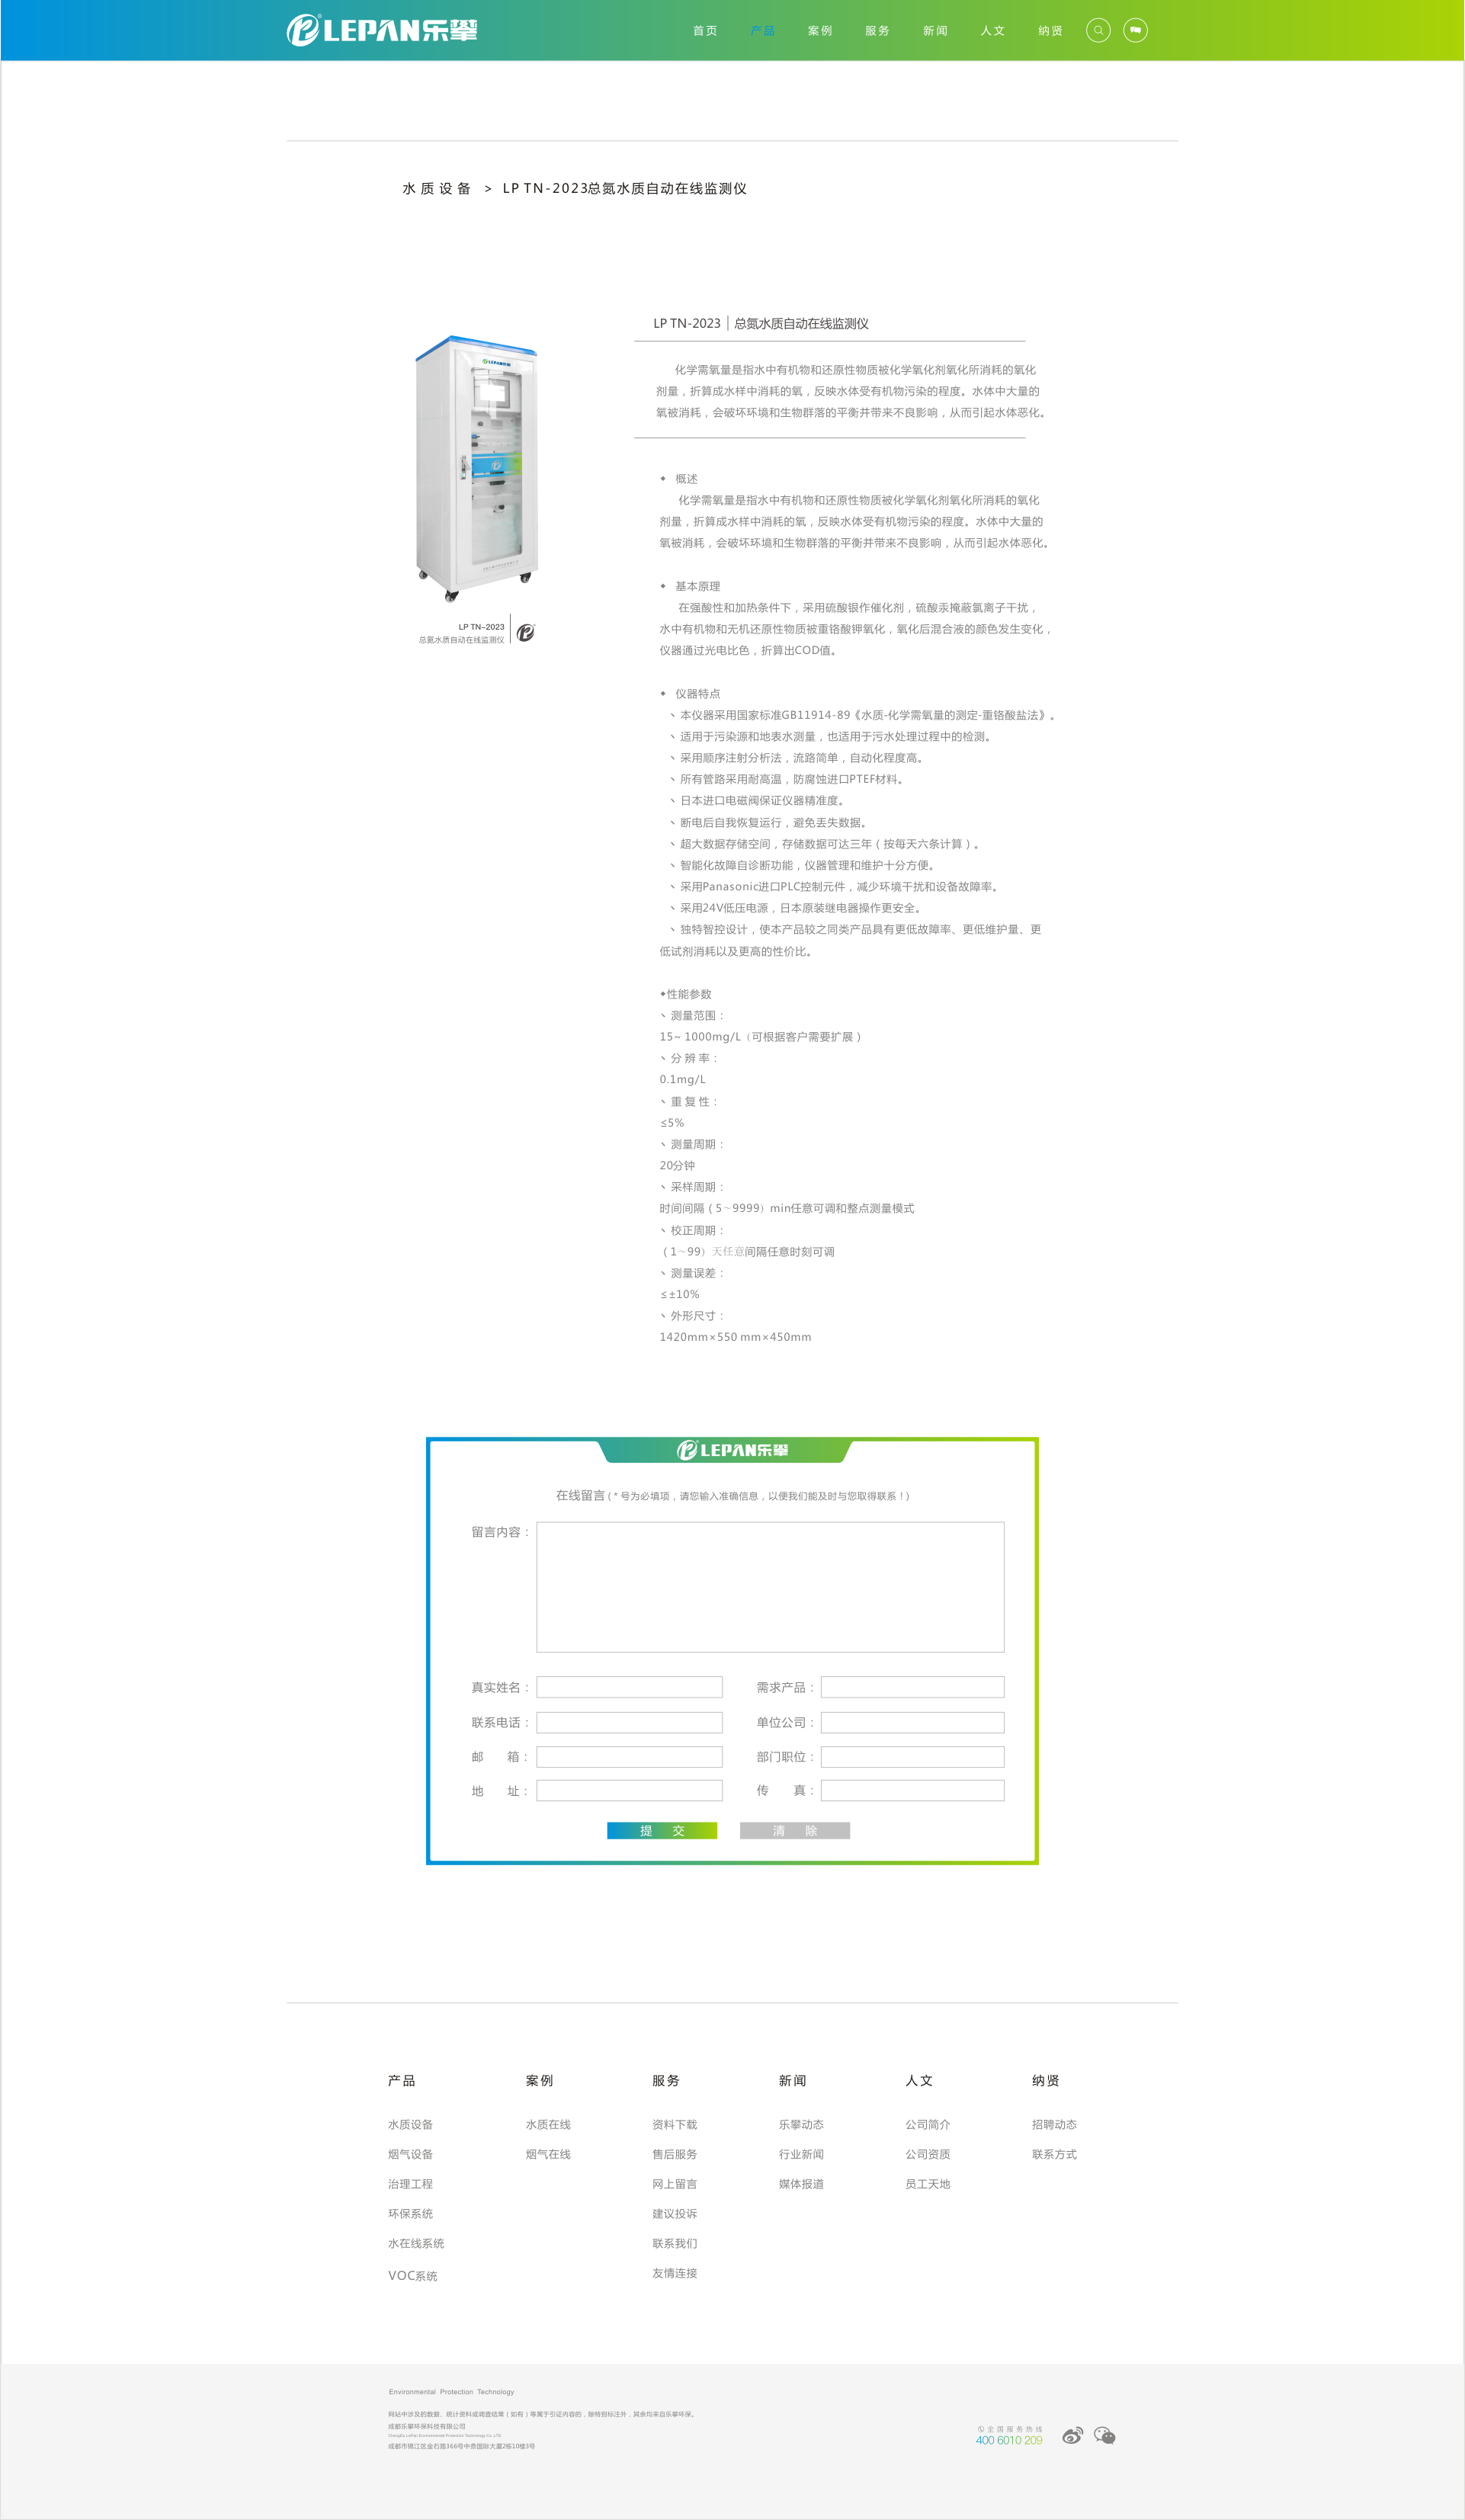 LEPAN乐攀
首页 产品 案例 服务 新闻 人文 纳贤
水质设备 > LP TN-2023总氮水质自动在线监测仪
LP TN-2023 | 总氮水质自动在线监测仪
化学需氧量是指水中有机物和还原性物质被化学氧化剂氧化所消耗的氧化
剂量，折算成水样中消耗的氧，反映水体受有机物污染的程度。水体中大量的
氧被消耗，会破坏环境和生物群落的平衡并带来不良影响，从而引起水体恶化。
LEPAN乐攀
LP TN-2023
总氮水质自动在线监测仪
◆ 概述
化学需氧量是指水中有机物和还原性物质被化学氧化剂氧化所消耗的氧化
剂量，折算成水样中消耗的氧，反映水体受有机物污染的程度。水体中大量的
氧被消耗，会破坏环境和生物群落的平衡并带来不良影响，从而引起水体恶化。
◆ 基本原理
在强酸性和加热条件下，采用硫酸银作催化剂，硫酸汞掩蔽氯离子干扰，
水中有机物和无机还原性物质被重铬酸钾氧化，氧化后混合液的颜色发生变化，
仪器通过光电比色，折算出COD值。
◆ 仪器特点
、本仪器采用国家标准GB11914-89《水质-化学需氧量的测定-重铬酸盐法》。
、适用于污染源和地表水测量，也适用于污水处理过程中的检测。
、采用顺序注射分析法，流路简单，自动化程度高。
、所有管路采用耐高温，防腐蚀进口PTEF材料。
、日本进口电磁阀保证仪器精准度。
、断电后自我恢复运行，避免丢失数据。
、超大数据存储空间，存储数据可达三年（按每天六条计算）。
、智能化故障自诊断功能，仪器管理和维护十分方便。
、采用Panasonic进口PLC控制元件，减少环境干扰和设备故障率。
、采用24V低压电源，日本原装继电器操作更安全。
、独特智控设计，使本产品较之同类产品具有更低故障率、更低维护量、更
低试剂消耗以及更高的性价比。
◆性能参数
、测量范围：
15~ 1000mg/L（可根据客户需要扩展）
、分 辨 率：
0.1mg/L
、重 复 性：
≤5%
、测量周期：
20分钟
、采样周期：
时间间隔（5～9999）min任意可调和整点测量模式
、校正周期：
（1～99）天任意间隔任意时刻可调
、测量误差：
≤±10%
、外形尺寸：
1420mm×550 mm×450mm
LEPAN乐攀
在线留言（* 号为必填项，请您输入准确信息，以便我们能及时与您取得联系！）
留言内容：
真实姓名： 需求产品：
联系电话： 单位公司：
邮 箱： 部门职位：
地 址： 传 真：
提 交 清 除
产品 案例 服务 新闻 人文 纳贤
水质设备 水质在线 资料下载 乐攀动态 公司简介 招聘动态
烟气设备 烟气在线 售后服务 行业新闻 公司资质 联系方式
治理工程 网上留言 媒体报道 员工天地
环保系统 建议投诉
水在线系统 联系我们
VOC系统 友情连接
Environmental Protection Technology
网站中涉及的数据、统计资料或调查结果（如有）等属于引证内容的，除特别标注外，其余均来自乐攀环保。
成都乐攀环保科技有限公司
成都市锦江区金石路366号中鼎国际大厦2栋10楼3号
全国服务热线
400 6010 209